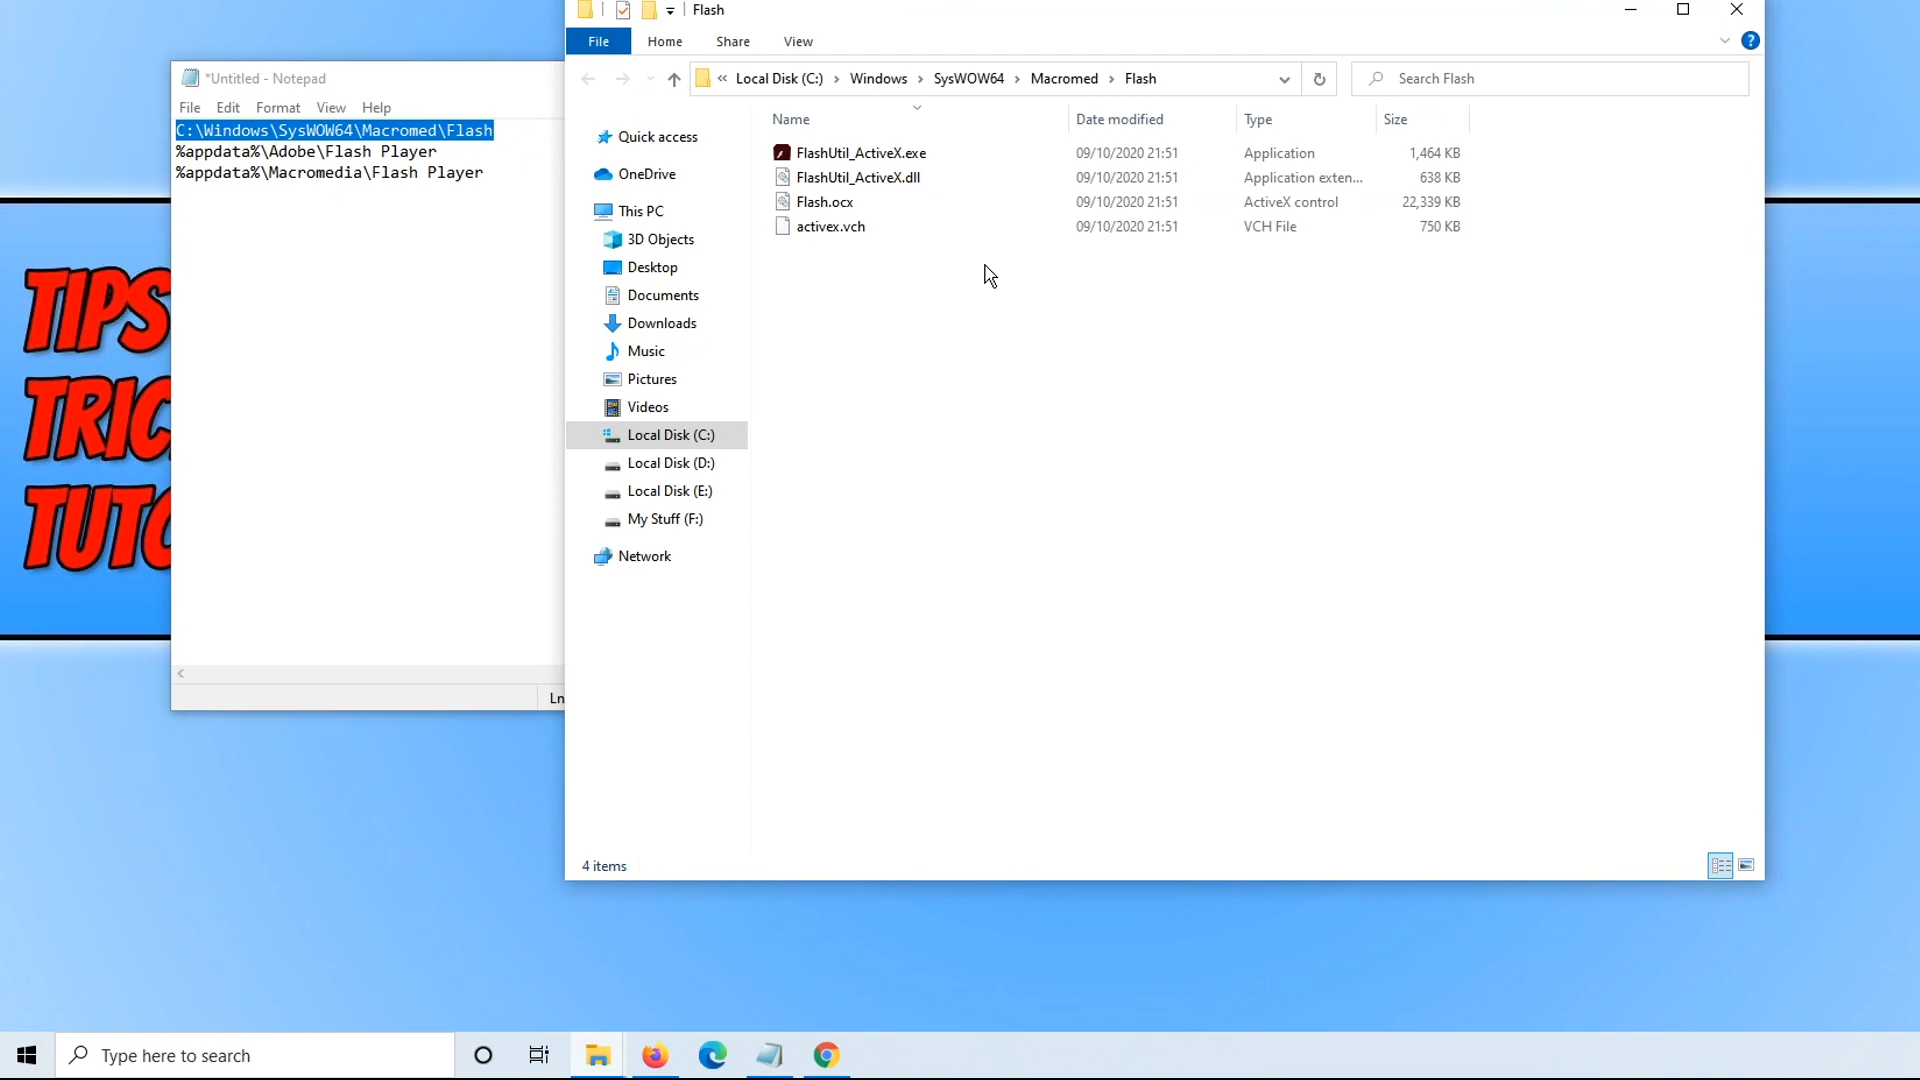 TIPS
TRIC
TUTO
*Untitled - Notepad
File Edit Format View Help
C:\Windows\SysWOW64\Macromed\Flash
%appdata%\Adobe\Flash Player
%appdata%\Macromedia\Flash Player
Ln
Flash
File Home Share View
« Local Disk (C:) › Windows › SysWOW64 › Macromed › Flash
Search Flash
Name Date modified Type Size
FlashUtil_ActiveX.exe 09/10/2020 21:51 Application 1,464 KB
FlashUtil_ActiveX.dll 09/10/2020 21:51 Application exten... 638 KB
Flash.ocx 09/10/2020 21:51 ActiveX control 22,339 KB
activex.vch 09/10/2020 21:51 VCH File 750 KB
Quick access
OneDrive
This PC
3D Objects
Desktop
Documents
Downloads
Music
Pictures
Videos
Local Disk (C:)
Local Disk (D:)
Local Disk (E:)
My Stuff (F:)
Network
4 items
Type here to search